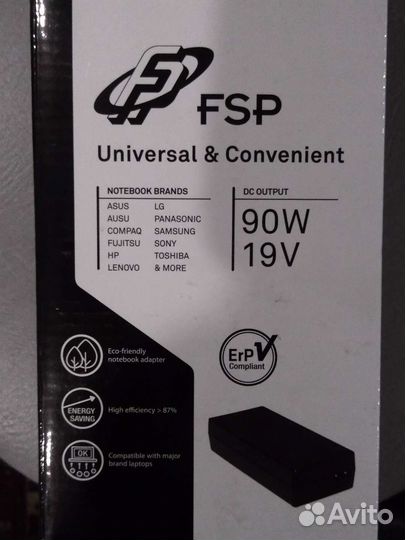 FSP
Universal & Convenient
NOTEBOOK BRANDS
ASUS LG
AUSU PANASONIC
COMPAQ SAMSUNG
FUJITSU SONY
HP TOSHIBA
LENOVO & MORE
DC OUTPUT
90W
19V
Eco-friendly
notebook adapter
ENERGY
SAVING
High efficiency > 87%
OK
Compatible with major
brand laptops
ErP
Compliant
Avito